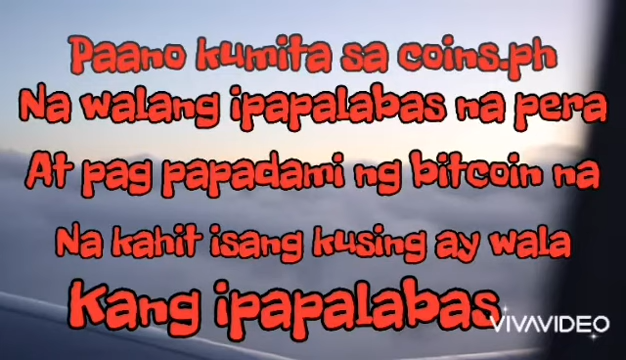 Paano kumita sa coins.ph
Na walang ipapalabas na pera
At pag papadami ng bitcoin na
Na kahit isang kusing ay wala
Kang ipapalabas
VIVAVIDEO